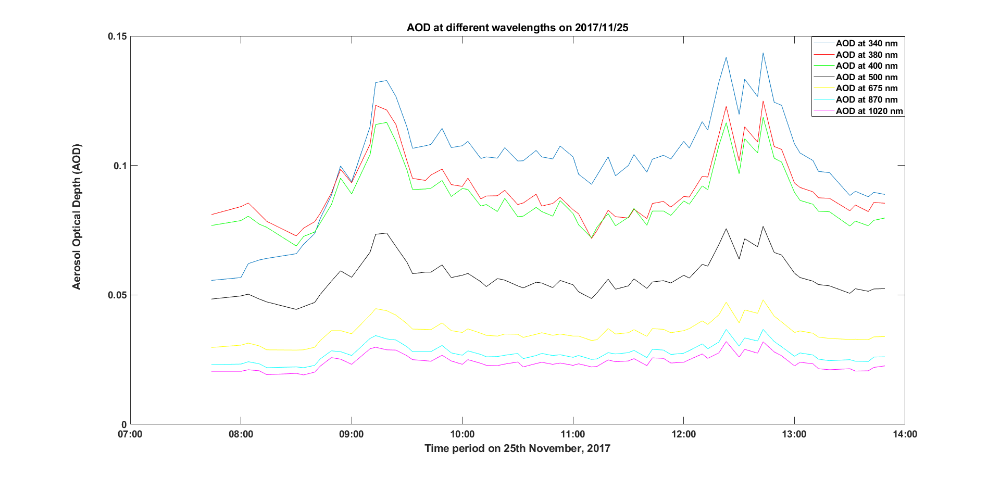 AOD at different wavelengths on 2017/11/25
0.15
AOD at 340 nm
AOD at 380 nm
AOD at 400 nm
AOD at 500 nm
AOD at 675 nm
AOD at 870 nm
AOD at 1020 nm
Aerosol Optical Depth (AOD)
0.1
0.05
0
07:00 08:00 09:00 10:00 11:00 12:00 13:00 14:00
Time period on 25th November, 2017